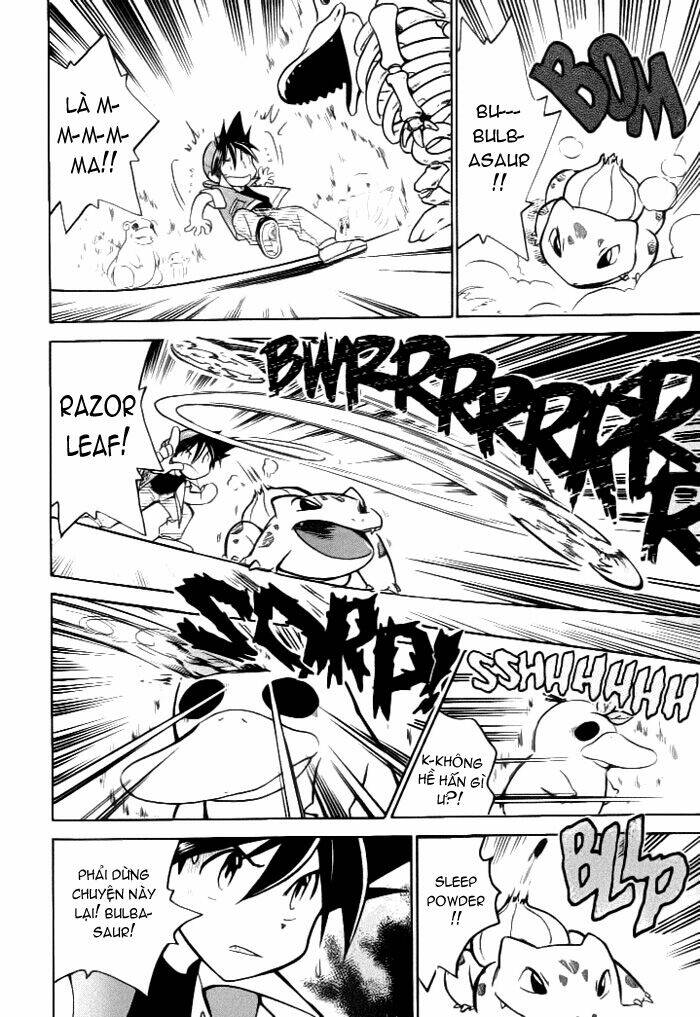 BOM
BU---
BULB
ASAUR
!!
LÀ M-
M-M-M-
MA!!
BWRRRRRRRRR
R
RAZOR
LEAF!
SSHHHHHHH
K-KHÔNG
HỀ HẤN GÌ
Ư?!
SORP!
BLLP
SLEEP
POWDER
!!
PHẢI DỪNG
CHUYỆN NÀY
LẠI! BULBA-
SAUR!